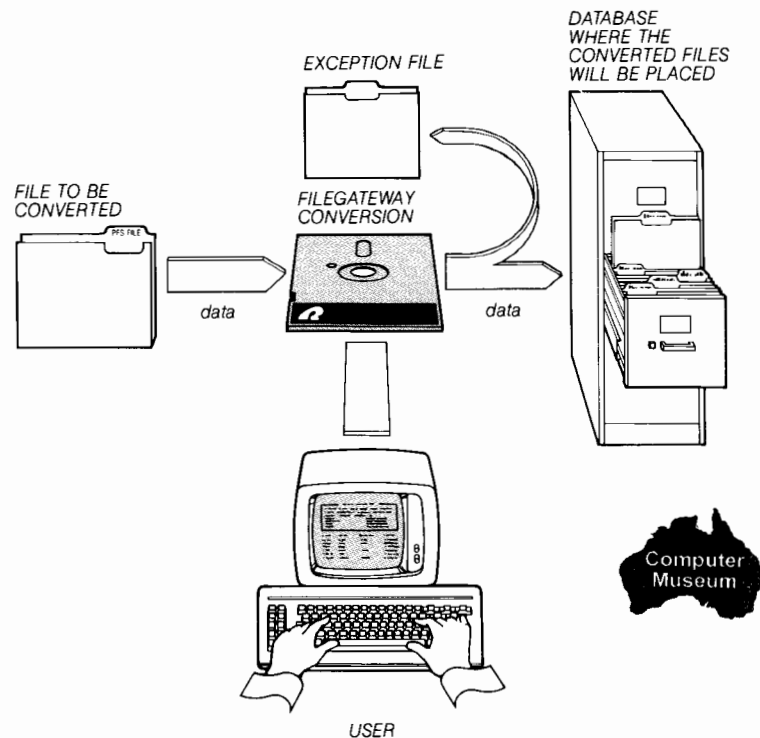 DATABASE
WHERE THE
CONVERTED FILES
WILL BE PLACED
EXCEPTION FILE
FILE TO BE
CONVERTED
PFS FILE
FILEGATEWAY
CONVERSION
data
data
Computer
Museum
USER